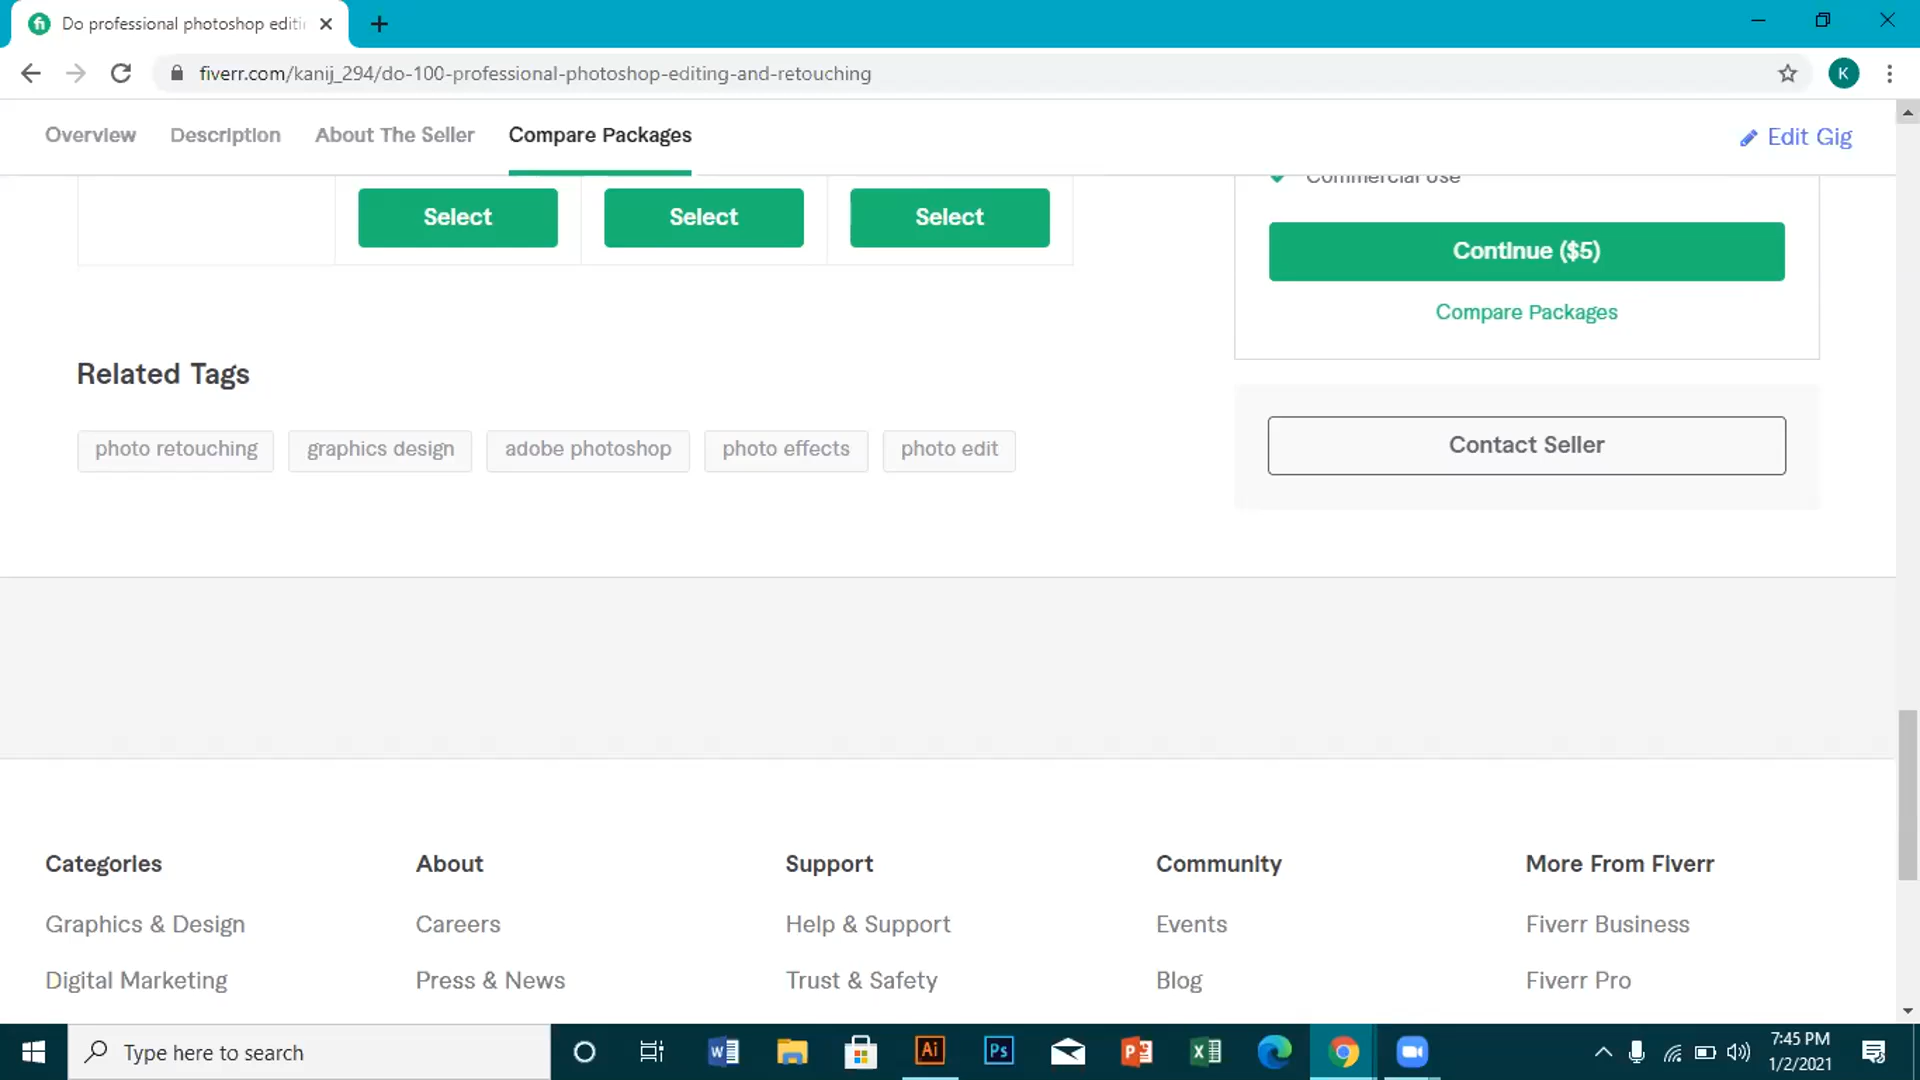 Do professional photoshop editi
fiverr.com/kanij_294/do-100-professional-photoshop-editing-and-retouching
K
Overview Description About The Seller Compare Packages
Edit Gig
Commercial Use
Select Select Select
Continue ($5)
Compare Packages
Related Tags
photo retouching graphics design adobe photoshop photo effects photo edit
Contact Seller
Categories About Support Community More From Fiverr
Graphics & Design Careers Help & Support Events Fiverr Business
Digital Marketing Press & News Trust & Safety Blog Fiverr Pro
Type here to search
Ai
Ps
7:45 PM
1/2/2021